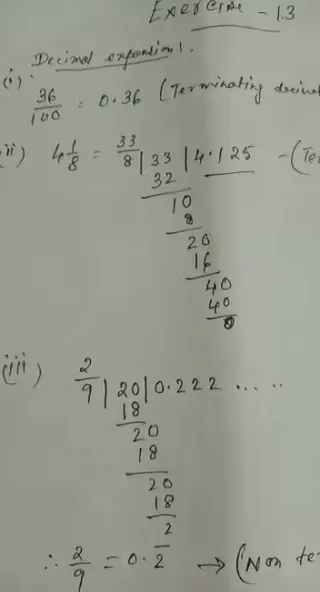 Exercise - 1.3
Decimal expansion.
(i)
36/100 = 0.36 (Terminating decimal
(ii) 4 1/8 = 33/8 | 33 | 4.125 - (Te
32
10
8
20
16
40
40
0
(iii) 2/9 | 20 | 0.222 ......
18
20
18
20
18
2
∴ 2/9 = 0.2̅ → (Non te